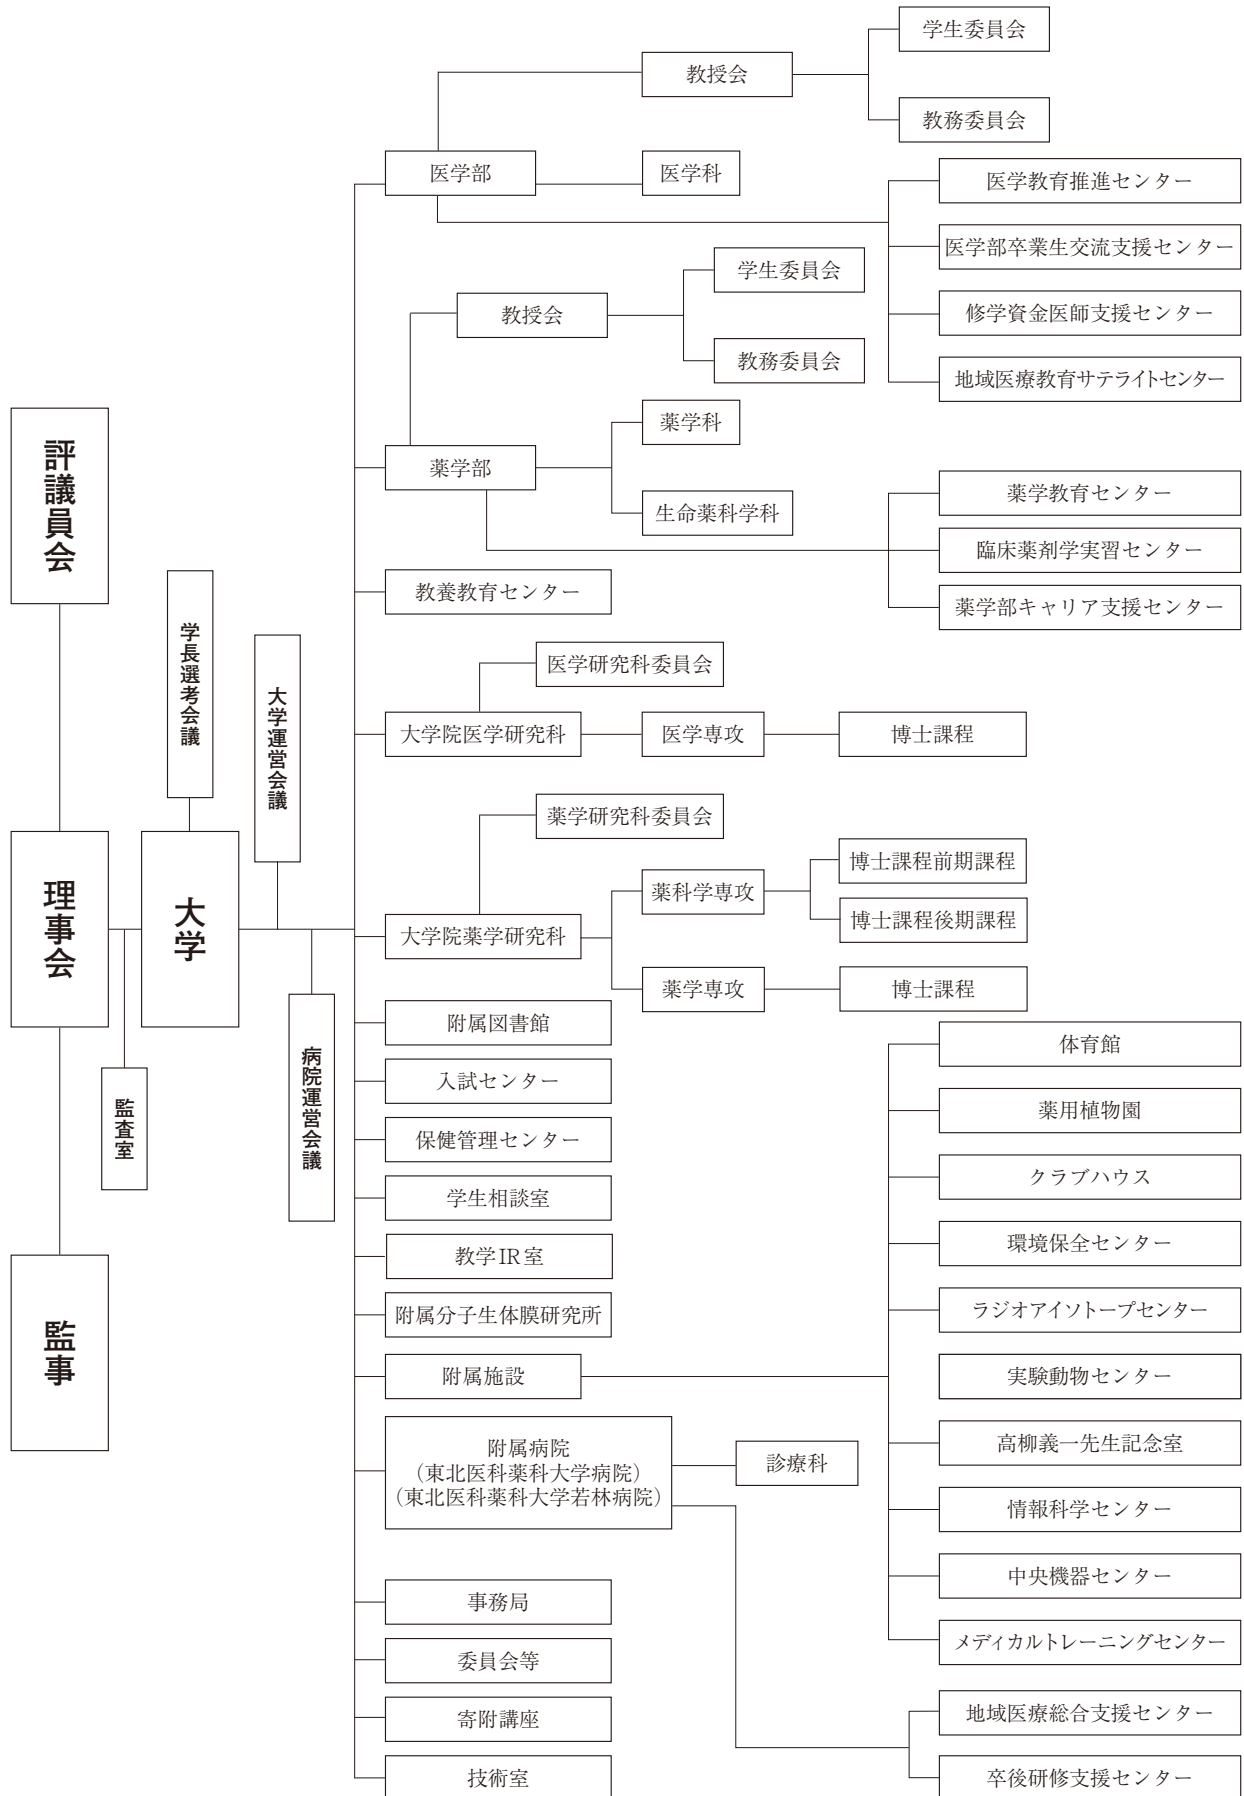 評議員会
理事会
監事
監査室
大学
学長選考会議
大学運営会議
病院運営会議
医学部
教授会
学生委員会
教務委員会
医学科
医学教育推進センター
医学部卒業生交流支援センター
修学資金医師支援センター
地域医療教育サテライトセンター
薬学部
教授会
学生委員会
教務委員会
薬学科
生命薬科学科
薬学教育センター
臨床薬剤学実習センター
薬学部キャリア支援センター
教養教育センター
大学院医学研究科
医学研究科委員会
医学専攻
博士課程
大学院薬学研究科
薬学研究科委員会
薬科学専攻
博士課程前期課程
博士課程後期課程
薬学専攻
博士課程
附属図書館
入試センター
保健管理センター
学生相談室
教学IR室
附属分子生体膜研究所
附属施設
体育館
薬用植物園
クラブハウス
環境保全センター
ラジオアイソトープセンター
実験動物センター
高柳義一先生記念室
情報科学センター
中央機器センター
メディカルトレーニングセンター
附属病院
（東北医科薬科大学病院）
（東北医科薬科大学若林病院）
診療科
地域医療総合支援センター
卒後研修支援センター
事務局
委員会等
寄附講座
技術室